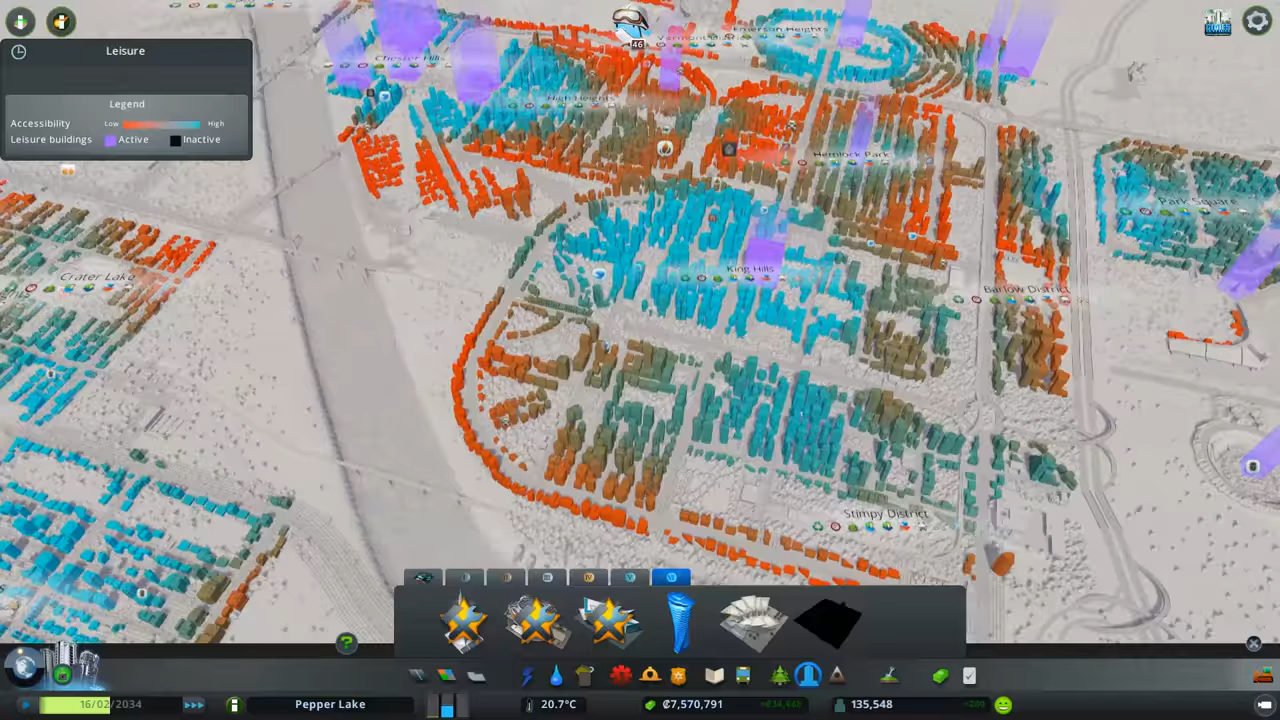 Leisure
Legend
Accessibility Low High
Leisure buildings Active Inactive
46
Emerson Heights
Chester Hills
High Heights
Hemlock Park
Park Square
King Hills
Crater Lake
Barlow District
Stimpy District
?
16/02/2034
Pepper Lake
20.7°C
₡7,570,791
135,548